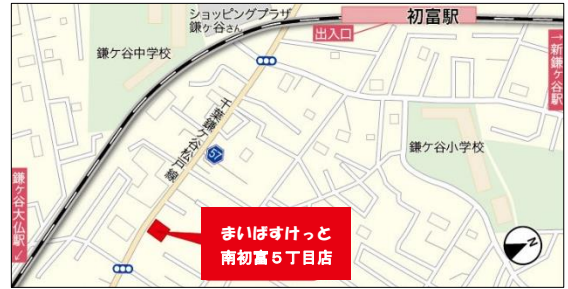 ショッピングプラザ
鎌ケ谷さん
初富駅
出入口
→新鎌ケ谷駅
鎌ケ谷中学校
千葉鎌ケ谷松戸線
57
鎌ケ谷小学校
鎌ケ谷大仏駅←
まいばすけっと
南初富5丁目店
N